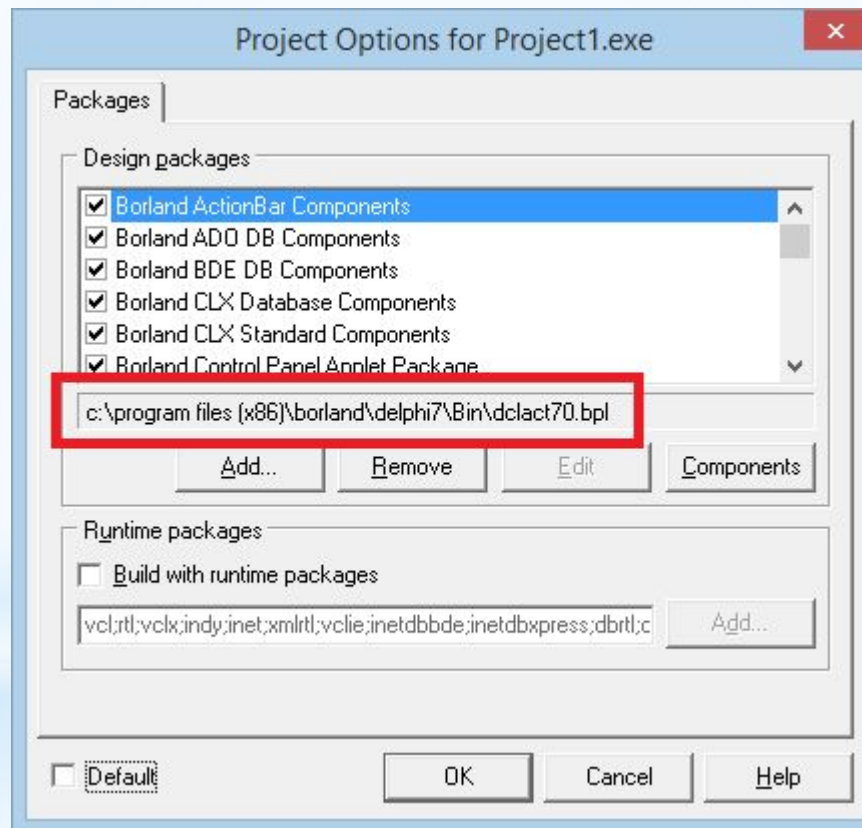 Project Options for Project1.exe
Packages
Design packages
Borland ActionBar Components
Borland ADO DB Components
Borland BDE DB Components
Borland CLX Database Components
Borland CLX Standard Components
Borland Control Panel Applet Package
c:\program files (x86)\borland\delphi7\Bin\dclact70.bpl
Add... Remove Edit Components
Runtime packages
Build with runtime packages
vcl;rtl;vclx;indy;inet;xmlrtl;vclie;inetdbbde;inetdbxpress;dbrtl;c Add...
Default OK Cancel Help